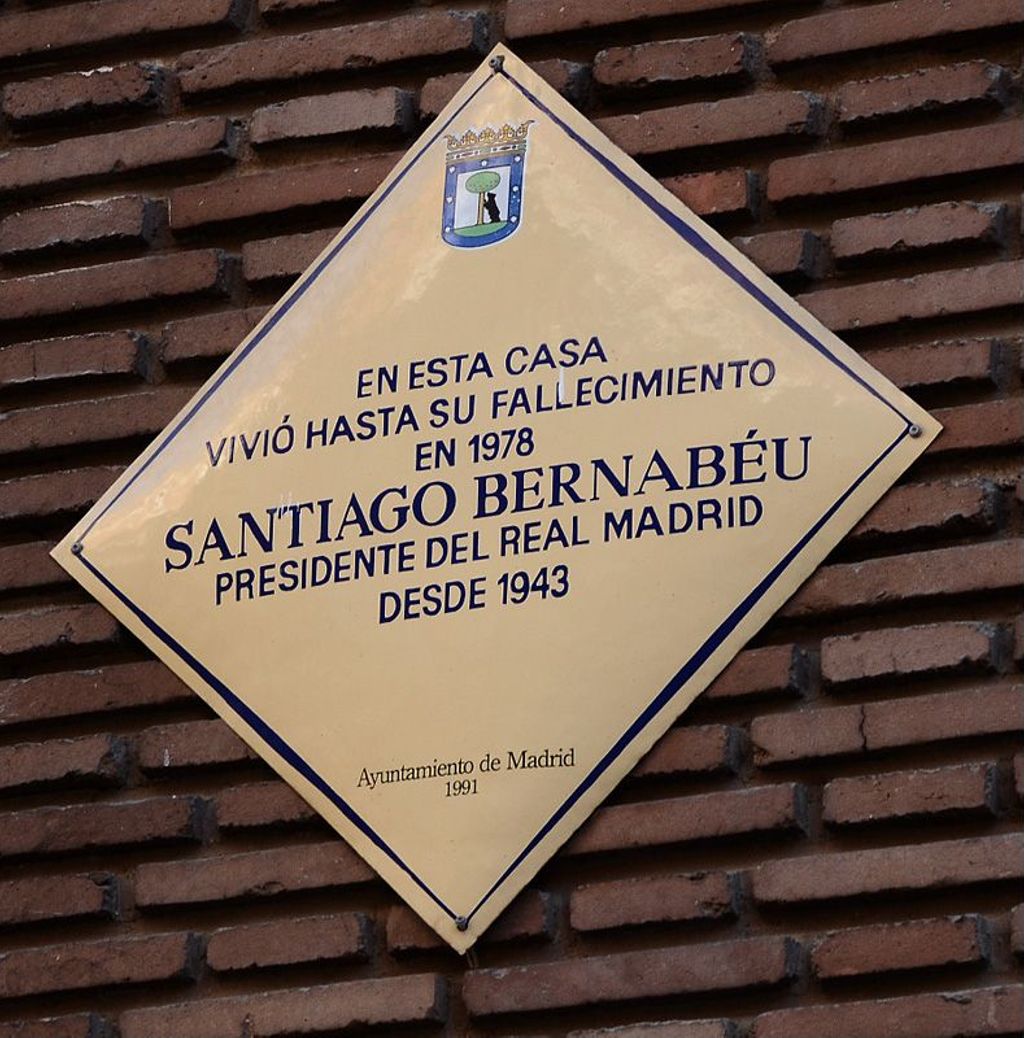 EN ESTA CASA
VIVIÓ HASTA SU FALLECIMIENTO
EN 1978
SANTIAGO BERNABÉU
PRESIDENTE DEL REAL MADRID
DESDE 1943
Ayuntamiento de Madrid
1991